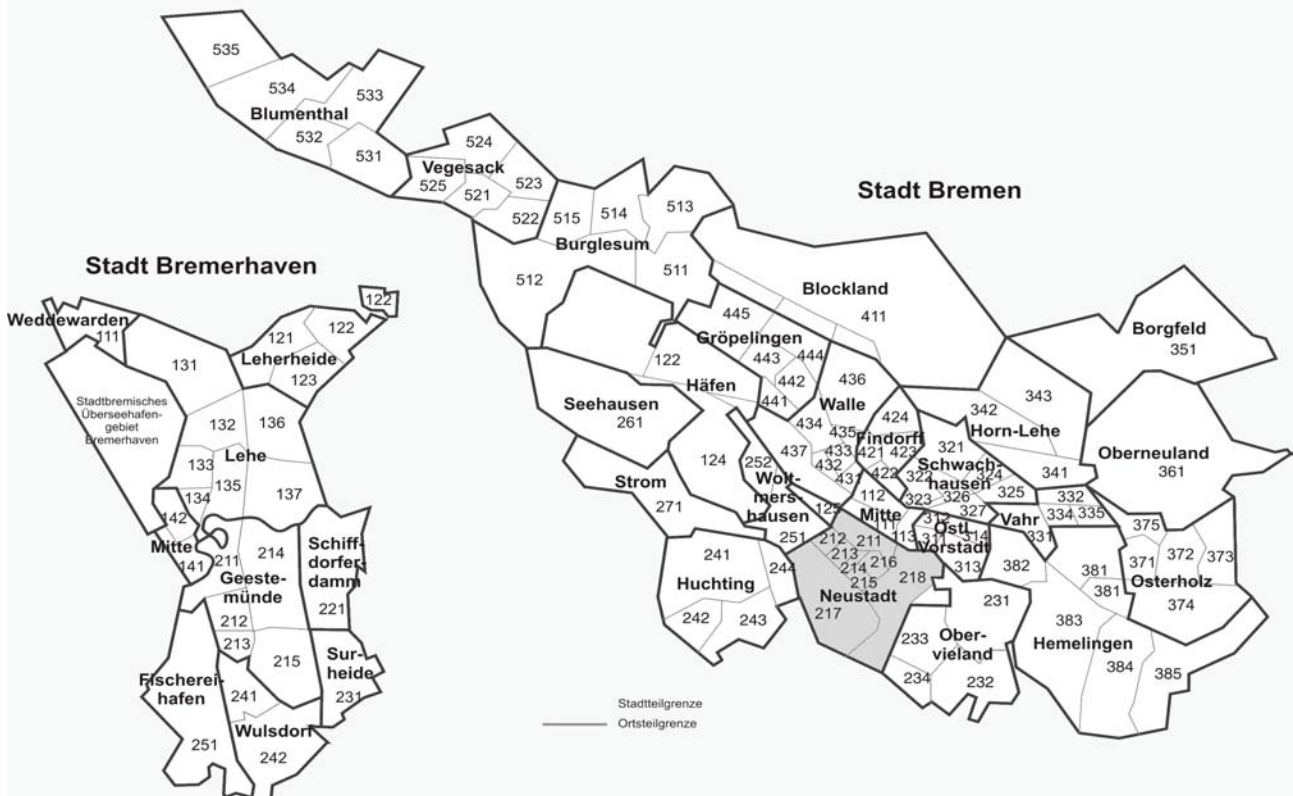 535
534
533
Blumenthal
532
531
524
Vegesack
525
523
521
522
515
514
513
Burglesum
512
511
Stadt Bremen
Stadt Bremerhaven
Weddewarden
111
122
121
122
Leherheide
123
131
Stadtbremisches
Überseehafen-
gebiet
Bremerhaven
132
136
Lehe
133
135
134
137
142
Mitte
141
211
214
Geeste-
münde
212
213
215
Schiff-
dorfer-
damm
221
Sur-
heide
231
Fischerei-
hafen
251
241
Wulsdorf
242
Blockland
411
Borgfeld
351
445
Gröpelingen
443
444
442
441
122
Häfen
Seehausen
261
124
Strom
271
252
Wolt-
mers-
hausen
251
125
436
Walle
434
435
437
433
432
431
424
Findorff
421
423
422
342
343
Horn-Lehe
341
321
Schwach-
hausen
322
324
323
326
325
327
Oberneuland
361
112
Mitte
111
113
312
Östl.
Vorstadt
311
314
313
Vahr
331
332
334
335
375
371
372
373
Osterholz
374
241
244
Huchting
242
243
212
211
213
214
216
215
218
Neustadt
217
231
233
Ober-
vieland
234
232
382
381
381
383
Hemelingen
384
385
Stadtteilgrenze
Ortsteilgrenze